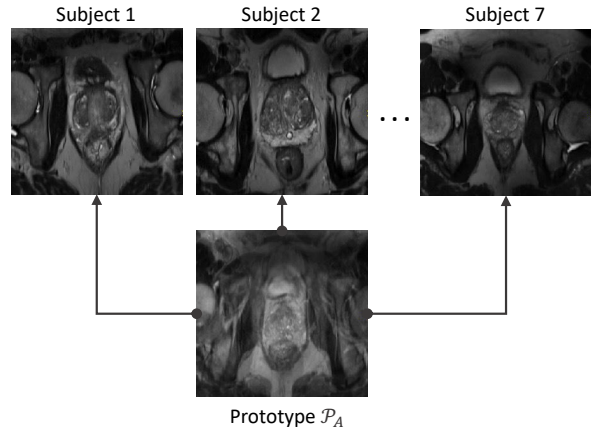 Subject 1
Subject 2
Subject 7
...
Prototype 𝒫_A